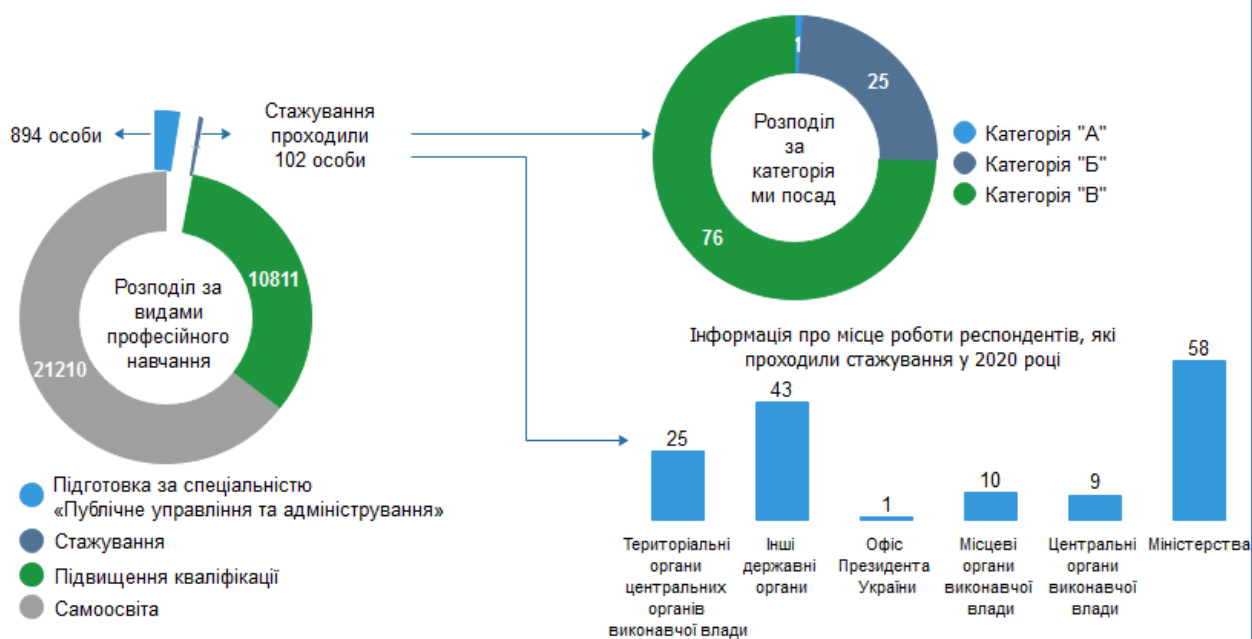 894 особи
Стажування
проходили
102 особи
Розподіл за
видами
професійного
навчання
10811
21210
Підготовка за спеціальністю
«Публічне управління та адміністрування»
Стажування
Підвищення кваліфікації
Самоосвіта
1
25
76
Розподіл
за
категорія
ми посад
Категорія "А"
Категорія "Б"
Категорія "В"
Інформація про місце роботи респондентів, які
проходили стажування у 2020 році
25
43
1
10
9
58
Територіальні
органи
центральних
органів
виконавчої влади
Інші
державні
органи
Офіс
Президента
України
Місцеві
органи
виконавчої
влади
Центральні
органи
виконавчої
влади
Міністерства